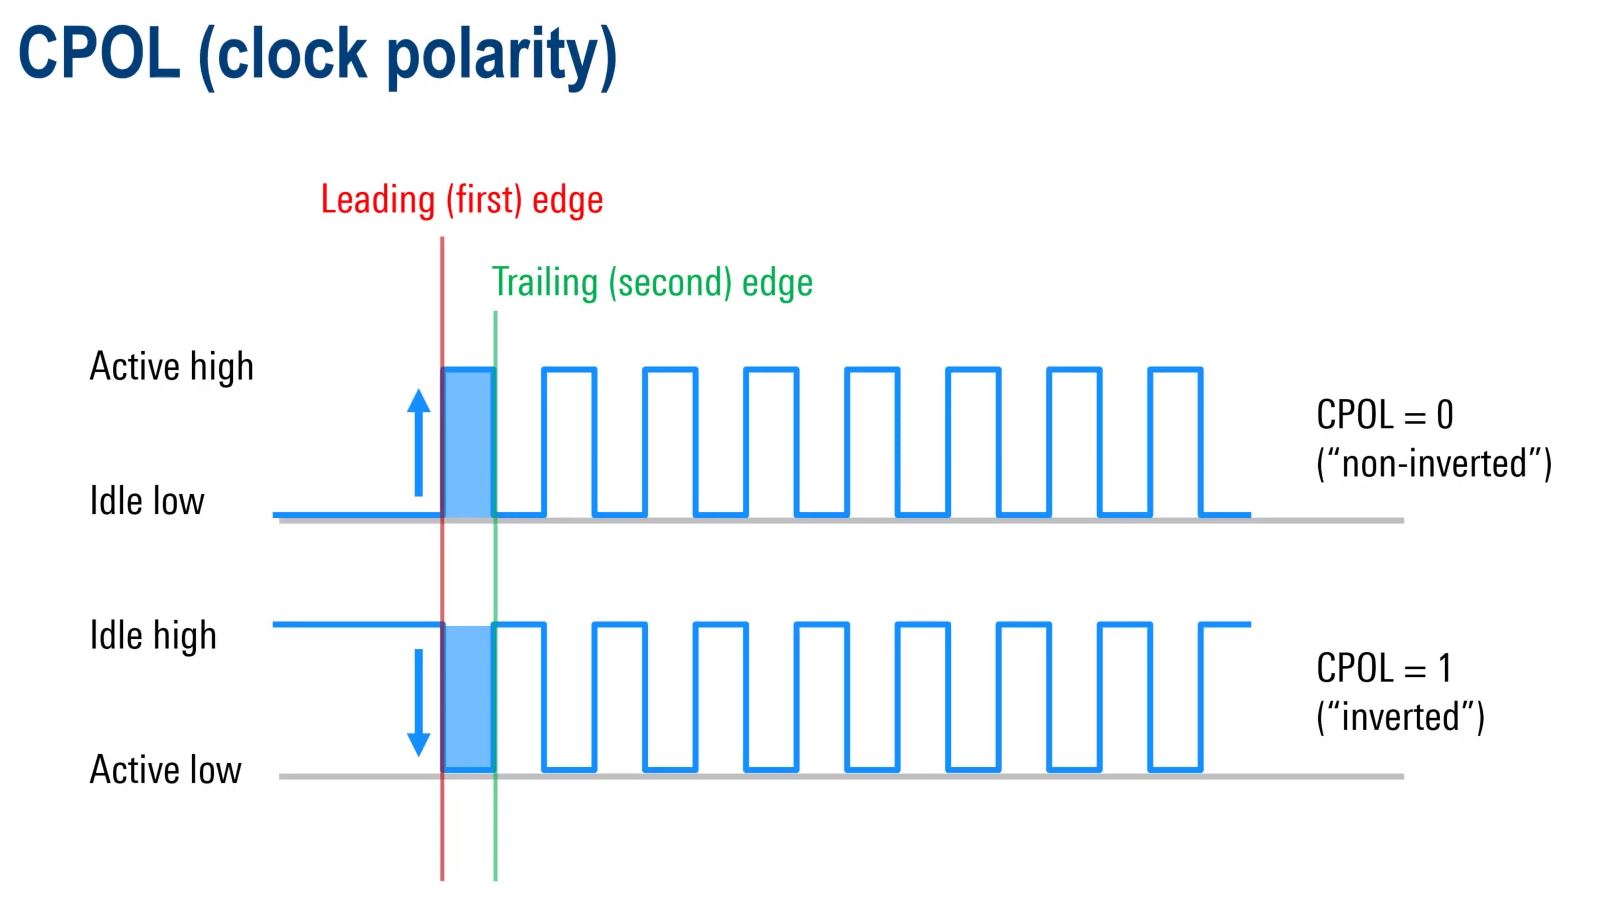 CPOL (clock polarity)
Leading (first) edge
Trailing (second) edge
Active high
Idle low
CPOL = 0
(“non-inverted”)
Idle high
Active low
CPOL = 1
(“inverted”)